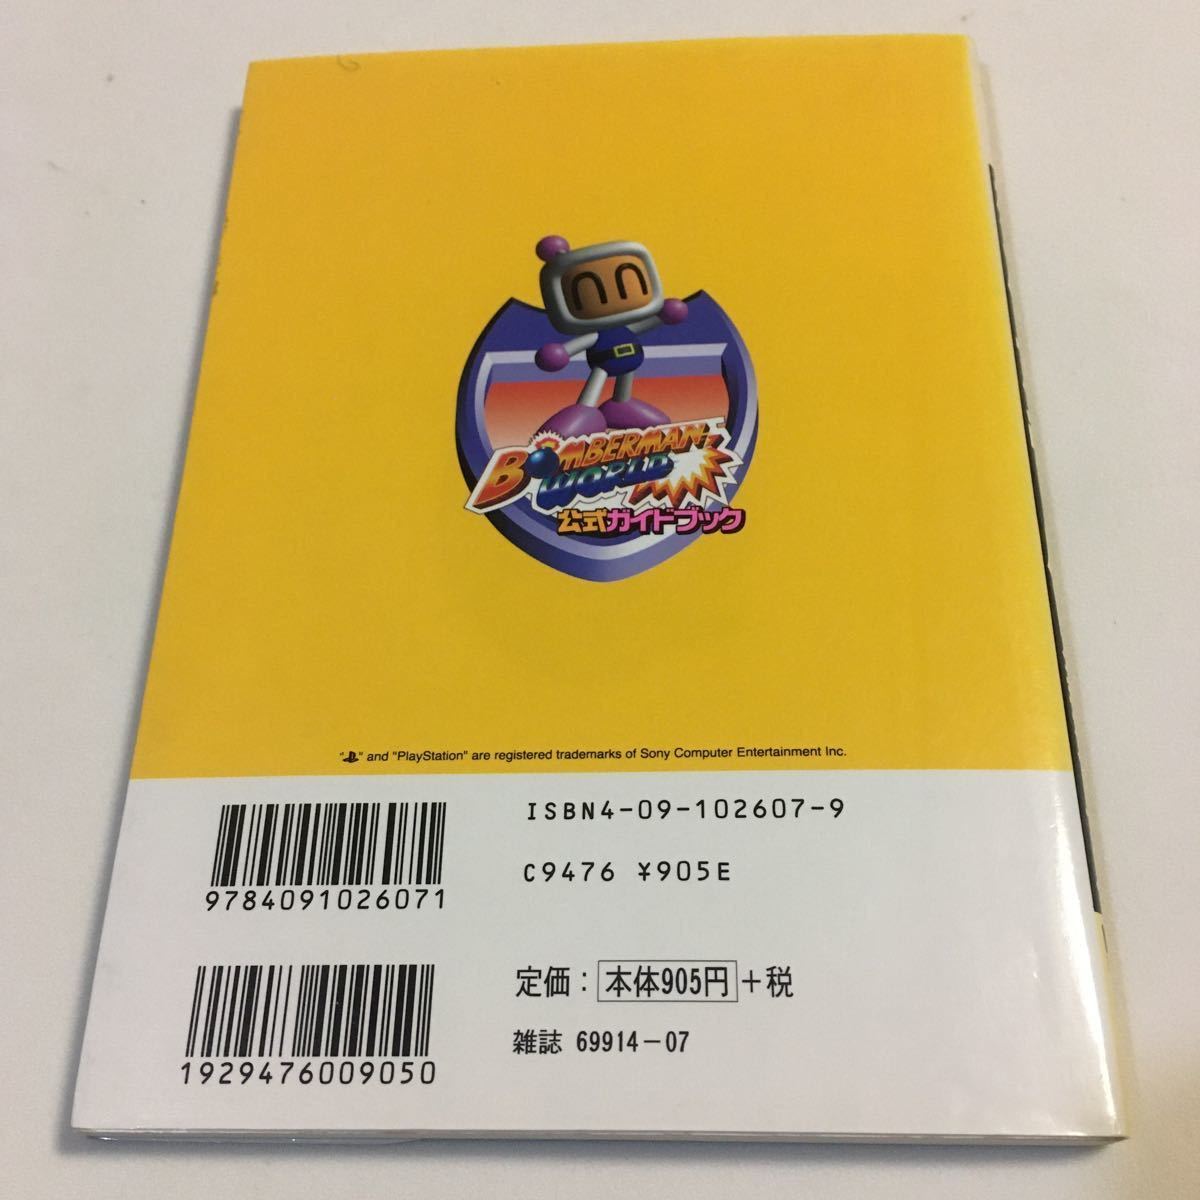 BOMBERMAN
WORLD
公式ガイドブック
"PS" and "PlayStation" are registered trademarks of Sony Computer Entertainment Inc.
ISBN4-09-102607-9
C9476 ¥905E
9784091026071
定価：本体905円＋税
雑誌 69914-07
1929476009050